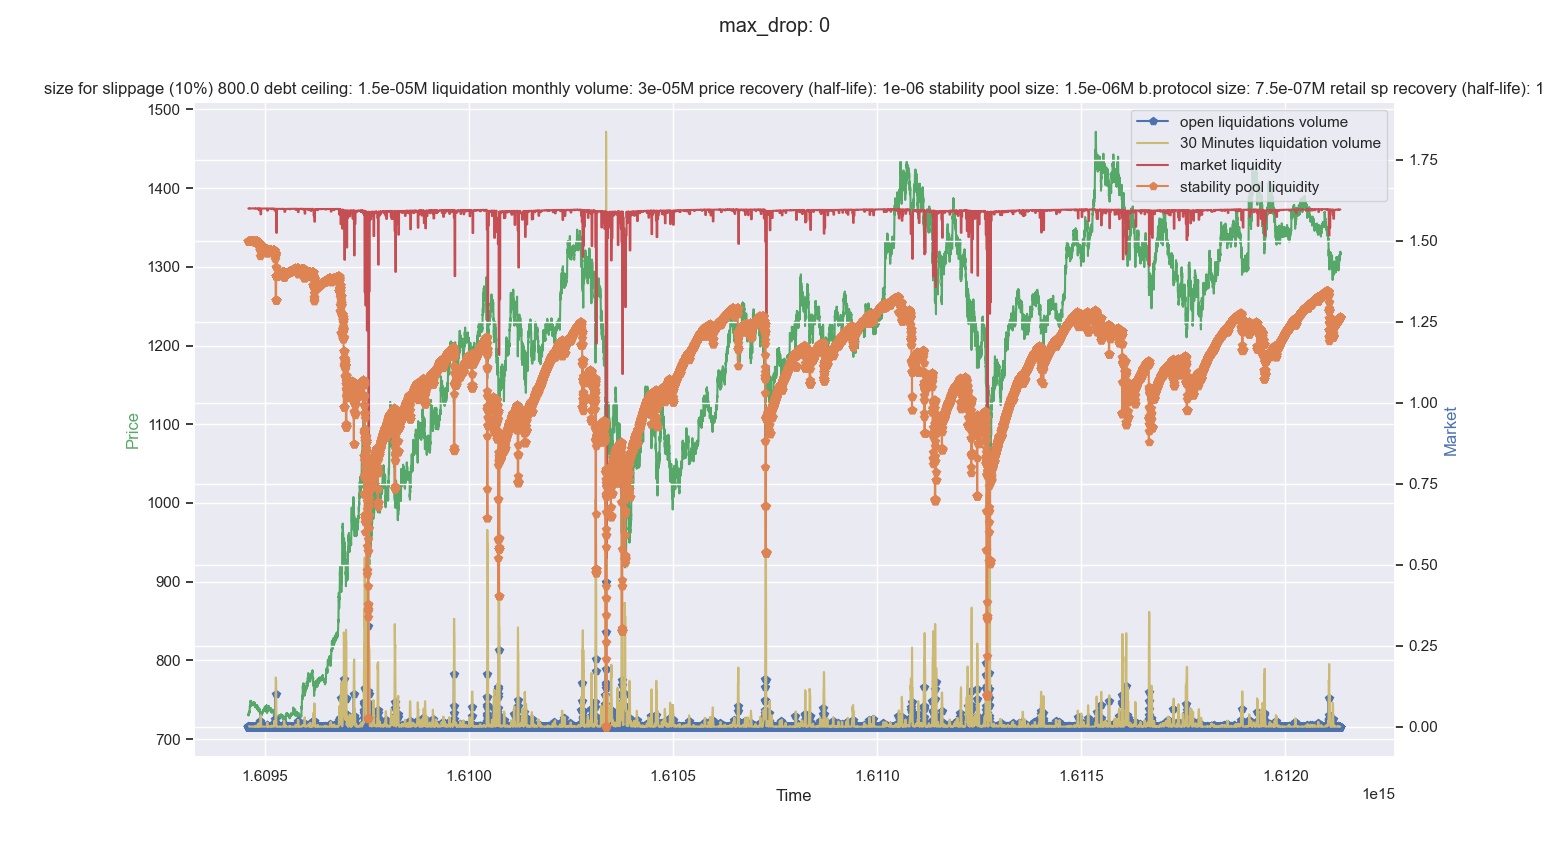 max_drop: 0
size for slippage (10%) 800.0 debt ceiling: 1.5e-05M liquidation monthly volume: 3e-05M price recovery (half-life): 1e-06 stability pool size: 1.5e-06M b.protocol size: 7.5e-07M retail sp recovery (half-life): 1
open liquidations volume
30 Minutes liquidation volume
market liquidity
stability pool liquidity
1500
1400
1300
1200
1100
1000
900
800
700
Price
1.75
1.50
1.25
1.00
0.75
0.50
0.25
0.00
Market
1.6095
1.6100
1.6105
1.6110
1.6115
1.6120
Time
1e15